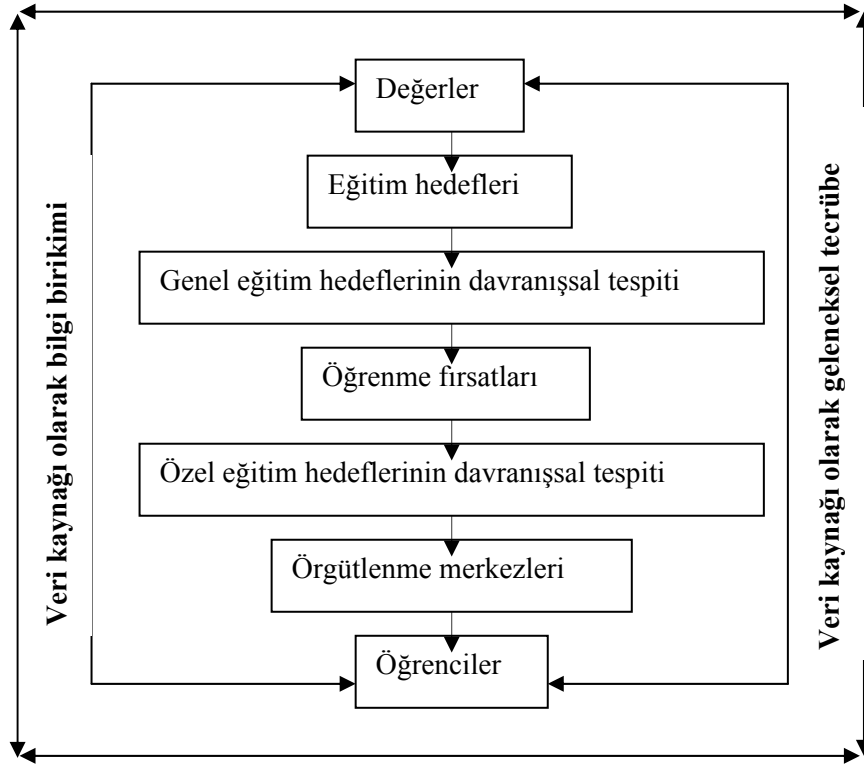 Değerler
Eğitim hedefleri
Genel eğitim hedeflerinin davranışsal tespiti
Öğrenme fırsatları
Özel eğitim hedeflerinin davranışsal tespiti
Örgütlenme merkezleri
Öğrenciler
Veri kaynağı olarak bilgi birikimi
Veri kaynağı olarak geleneksel tecrübe